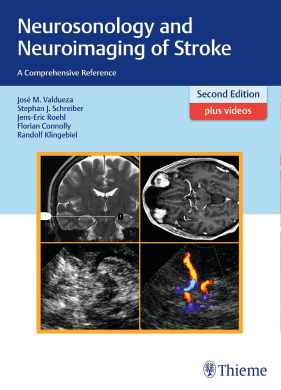 Neurosonology and
Neuroimaging of Stroke
A Comprehensive Reference
José M. Valdueza
Stephan J. Schreiber
Jens-Eric Roehl
Florian Connolly
Randolf Klingebiel
Second Edition
plus videos
Thieme